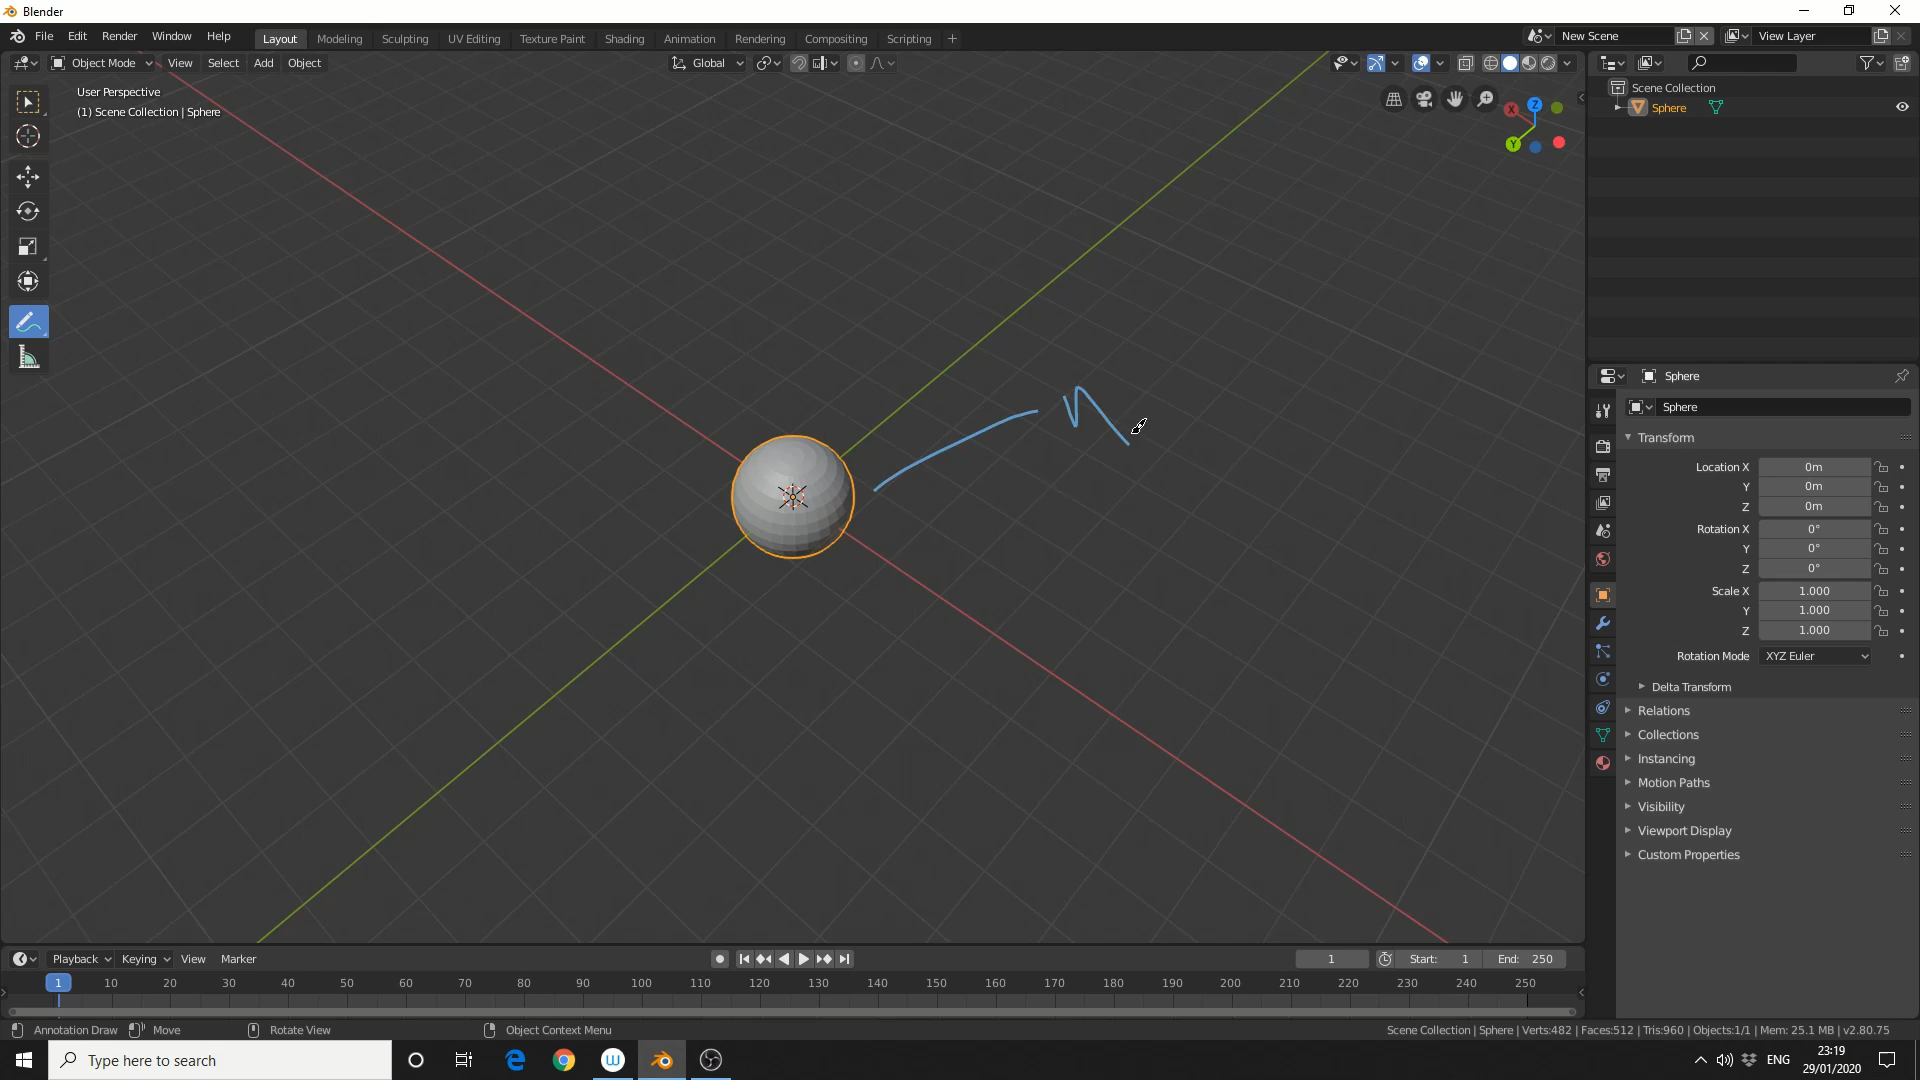 Blender
File Edit Render Window Help Layout Modeling Sculpting UV Editing Texture Paint Shading Animation Rendering Compositing Scripting New Scene View Layer
Object Mode View Select Add Object Global
User Perspective
(1) Scene Collection | Sphere
X Z
Y
Scene Collection
Sphere
Sphere
Sphere
Transform
Location X 0m
Y 0m
Z 0m
Rotation X 0°
Y 0°
Z 0°
Scale X 1.000
Y 1.000
Z 1.000
Rotation Mode XYZ Euler
Delta Transform
Relations
Collections
Instancing
Motion Paths
Visibility
Viewport Display
Custom Properties
Playback Keying View Marker 1 Start: 1 End: 250
1 10 20 30 40 50 60 70 80 90 100 110 120 130 140 150 160 170 180 190 200 210 220 230 240 250
Annotation Draw Move Rotate View Object Context Menu Scene Collection | Sphere | Verts:482 | Faces:512 | Tris:960 | Objects:1/1 | Mem: 25.1 MB | v2.80.75
Type here to search ENG 23:19
29/01/2020